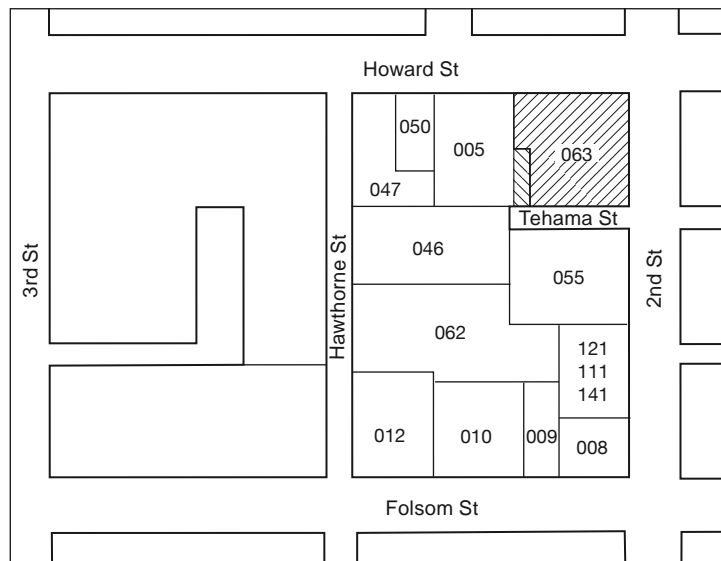 Howard St
050
005
063
047
Tehama St
3rd St
Hawthorne St
046
055
2nd St
062
121
111
141
012
010
009
008
Folsom St